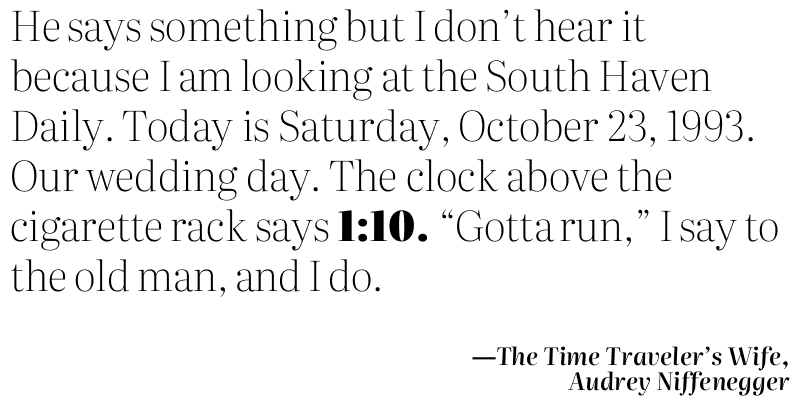 He says something but I don’t hear it
because I am looking at the South Haven
Daily. Today is Saturday, October 23, 1993.
Our wedding day. The clock above the
cigarette rack says 1:10. “Gotta run,” I say to
the old man, and I do.
—The Time Traveler’s Wife,
Audrey Niffenegger